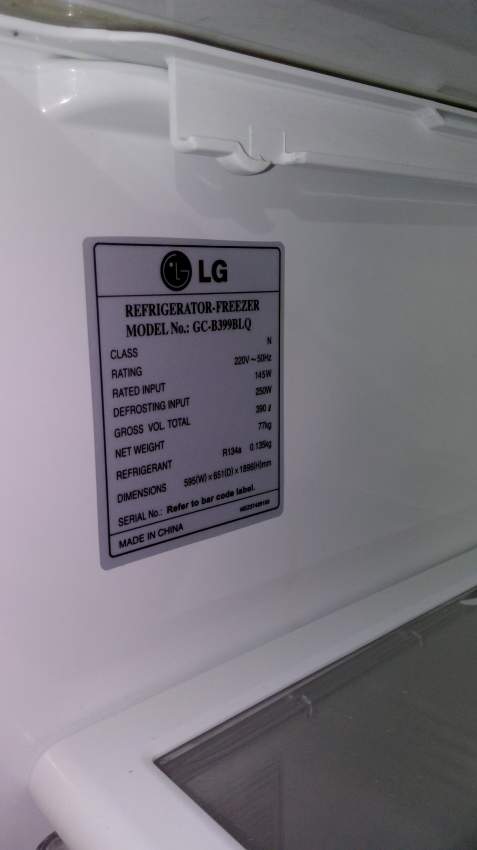 LG
REFRIGERATOR-FREEZER
MODEL No.: GC-B399BLQ
CLASS N
RATING 220V~50Hz
RATED INPUT 145W
DEFROSTING INPUT 250W
GROSS VOL. TOTAL 390 ℓ
NET WEIGHT 77kg
REFRIGERANT R134a 0.135kg
DIMENSIONS 595(W)×651(D)×1896(H)mm
SERIAL No.: Refer to bar code label.
MADE IN CHINA